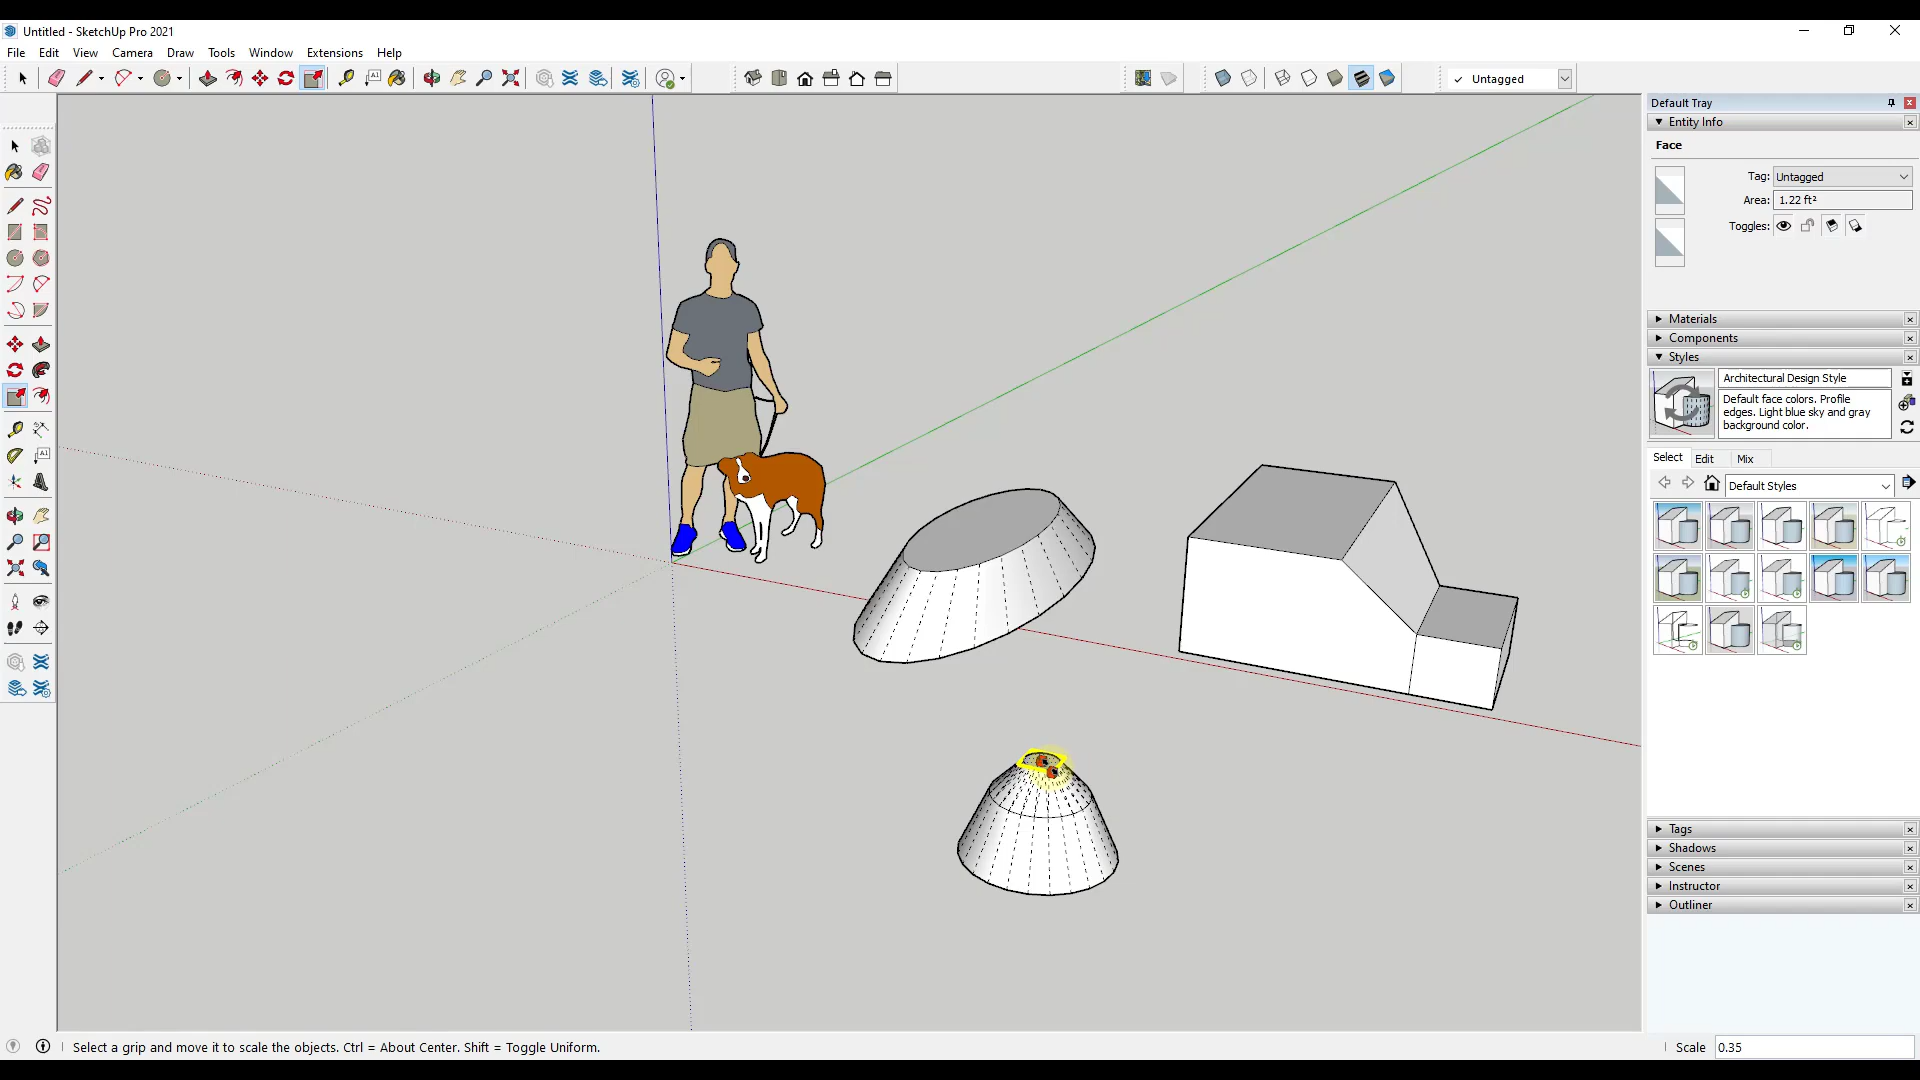 Untitled - SketchUp Pro 2021
File Edit View Camera Draw Tools Window Extensions Help
A1
Untagged
Default Tray
Entity Info
Face
Tag: Untagged
Area: 1.22 ft²
Toggles:
Materials
Components
Styles
Architectural Design Style
Default face colors. Profile
edges. Light blue sky and gray
background color.
Select Edit Mix
Default Styles
A1
Tags
Shadows
Scenes
Instructor
Outliner
Select a grip and move it to scale the objects. Ctrl = About Center. Shift = Toggle Uniform.
Scale 0.35